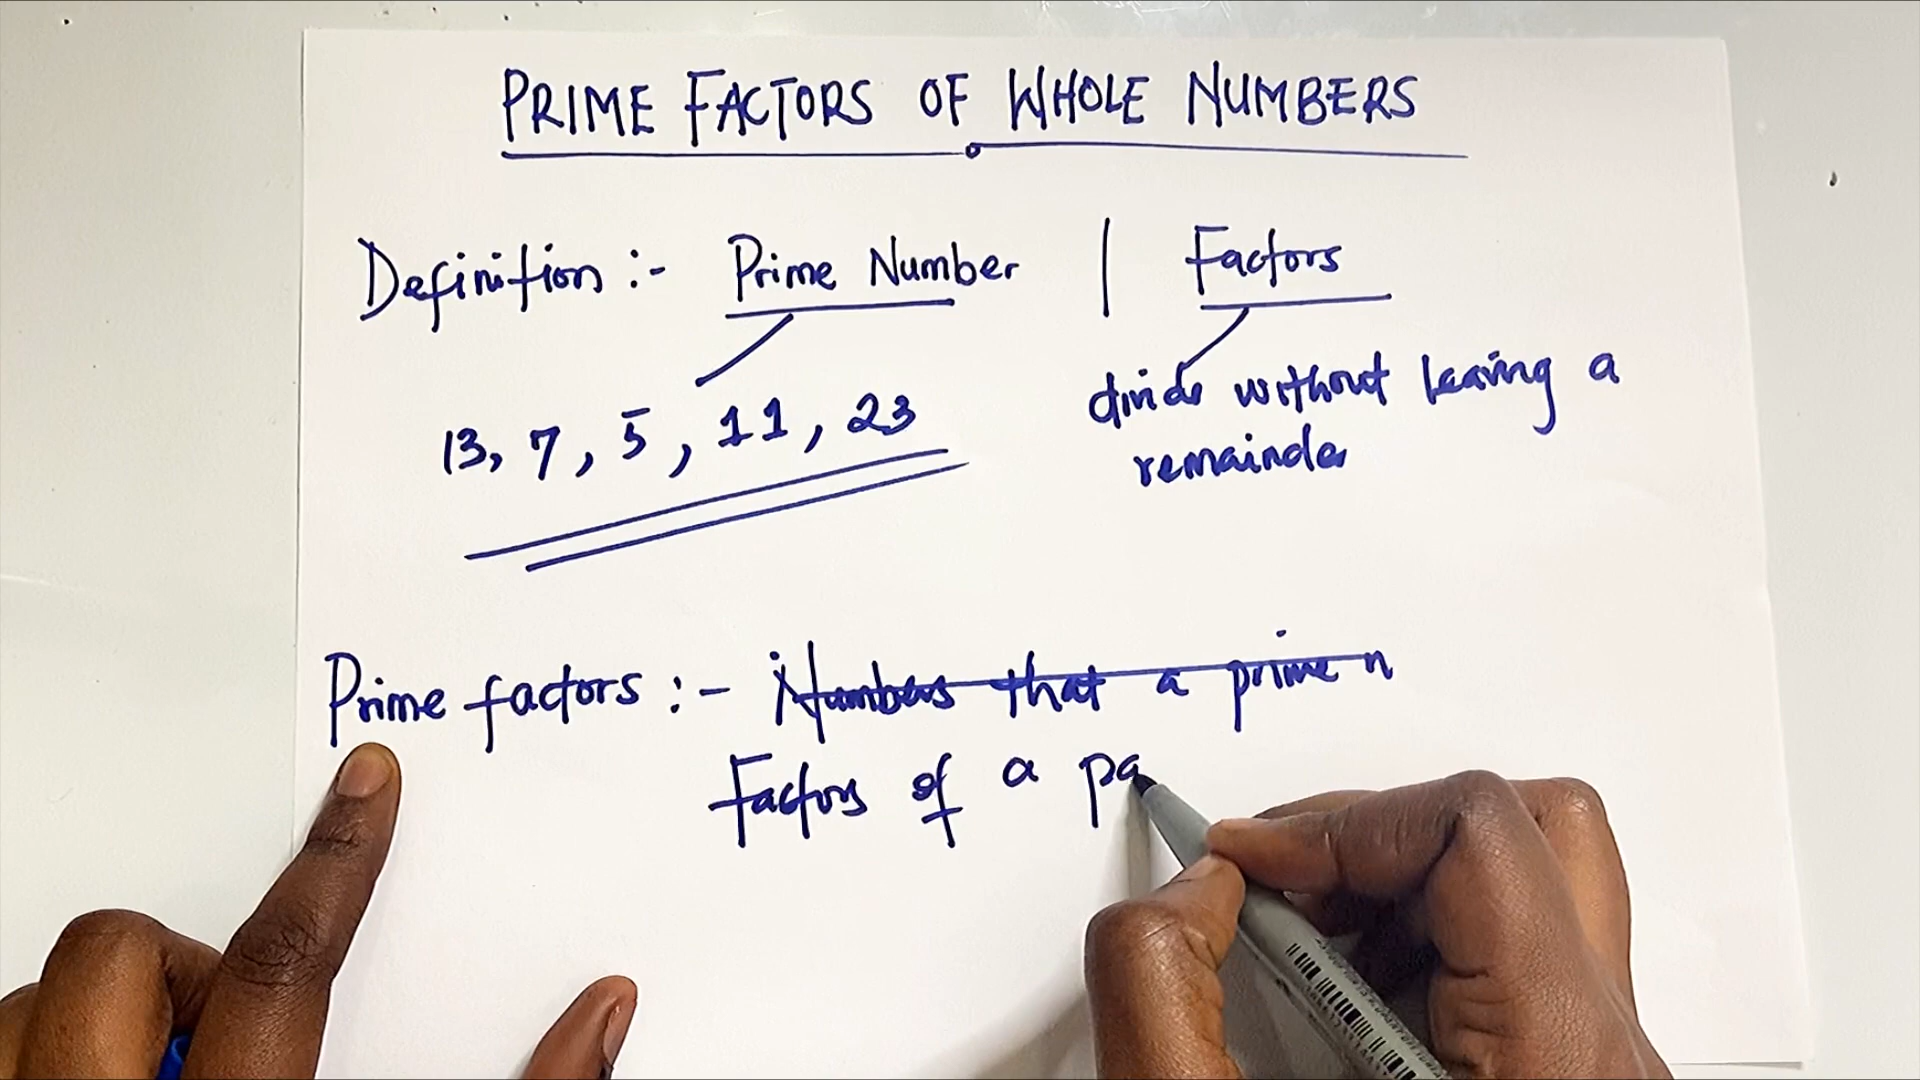 PRIME FACTORS OF WHOLE NUMBERS
Definition :- Prime Number | Factors
13, 7, 5, 11, 23
divide without leaving a
remainder
Prime factors :- Numbers that a prime n
Factors of a pa